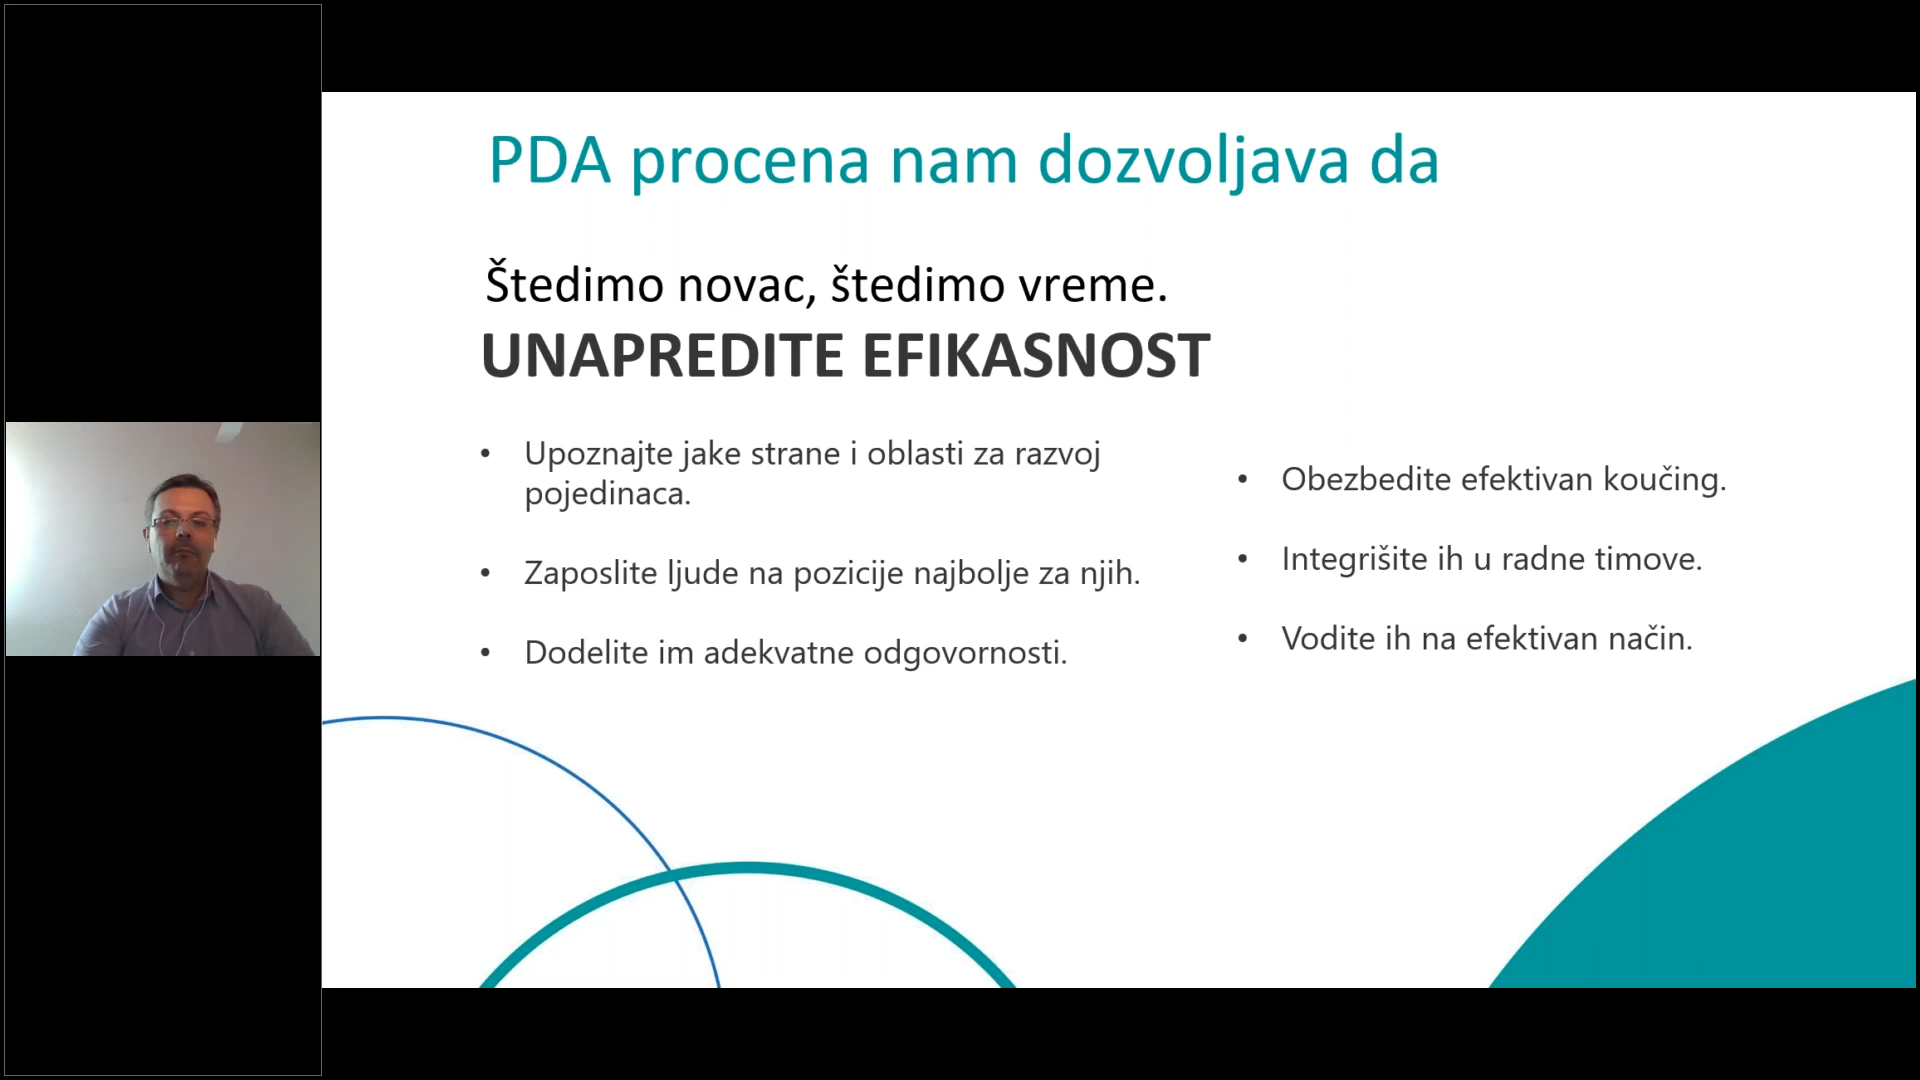 PDA procena nam dozvoljava da
Štedimo novac, štedimo vreme.
UNAPREDITE EFIKASNOST
• Upoznajte jake strane i oblasti za razvoj
pojedinaca.
• Zaposlite ljude na pozicije najbolje za njih.
• Dodelite im adekvatne odgovornosti.
• Obezbedite efektivan koučing.
• Integrišite ih u radne timove.
• Vodite ih na efektivan način.